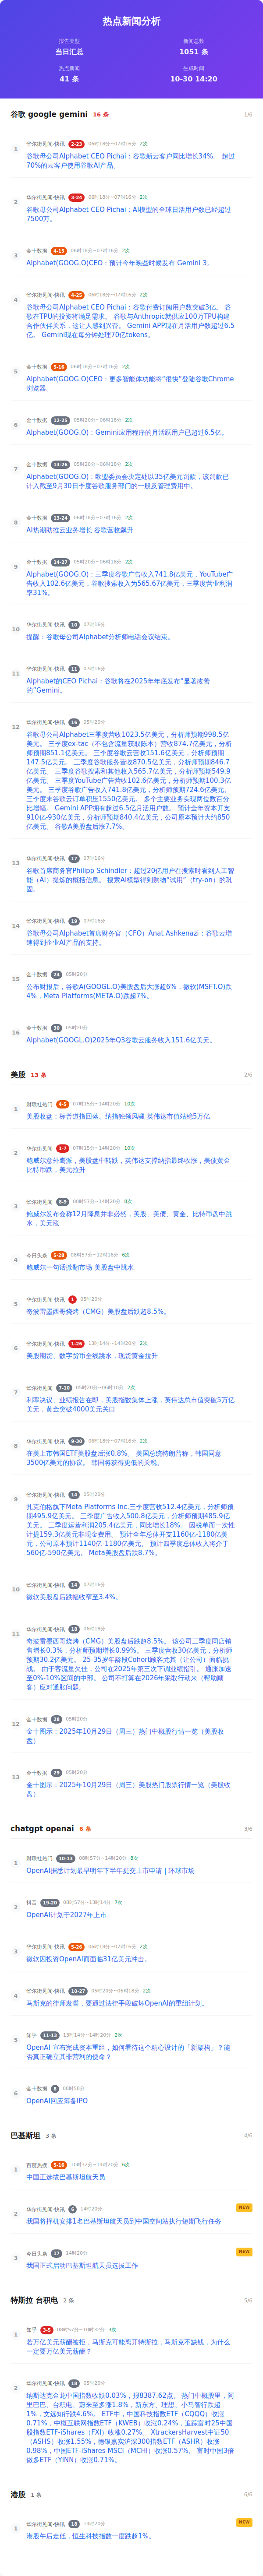 热点新闻分析
报告类型
新闻总数
当日汇总
1051 条
热点新闻
生成时间
41 条
10-30 14:20
谷歌 google gemini 16 条 1/6
1
华尔街见闻-快讯 2-23 06时18分~07时16分 2次
谷歌母公司Alphabet CEO Pichai：谷歌新云客户同比增长34%。 超过
70%的云客户使用谷歌AI产品。
2
华尔街见闻-快讯 3-24 06时18分~07时16分 2次
谷歌母公司Alphabet CEO Pichai：AI模型的全球日活用户数已经超过
7500万。
3
金十数据 4-15 06时18分~07时16分 2次
Alphabet(GOOG.O)CEO：预计今年晚些时候发布 Gemini 3。
4
华尔街见闻-快讯 4-25 06时18分~07时16分 2次
谷歌母公司Alphabet CEO Pichai：谷歌付费订阅用户数突破3亿。 谷
歌在TPU的投资将满足需求。 谷歌与Anthropic就供应100万TPU构建
合作伙伴关系，这让人感到兴奋。 Gemini APP现在月活用户数超过6.5
亿。 Gemini现在每分钟处理70亿tokens。
5
金十数据 5-16 06时18分~07时16分 2次
Alphabet(GOOG.O)CEO：更多智能体功能将“很快”登陆谷歌Chrome
浏览器。
6
金十数据 12-25 05时20分~06时18分 2次
Alphabet(GOOG.O)：Gemini应用程序的月活跃用户已超过6.5亿。
7
金十数据 13-26 05时20分~06时18分 2次
Alphabet(GOOG.O)：欧盟委员会决定处以35亿美元罚款，该罚款已
计入截至9月30日季度谷歌服务部门的一般及管理费用中。
8
金十数据 13-24 06时18分~07时16分 2次
AI热潮助推云业务增长 谷歌营收飙升
9
金十数据 14-27 05时20分~06时18分 2次
Alphabet(GOOG.O)：三季度谷歌广告收入741.8亿美元，YouTube广
告收入102.6亿美元，谷歌搜索收入为565.67亿美元，三季度营业利润
率31%。
10
华尔街见闻-快讯 10 07时16分
提醒：谷歌母公司Alphabet分析师电话会议结束。
11
华尔街见闻-快讯 11 07时16分
Alphabet的CEO Pichai：谷歌将在2025年年底发布“显著改善
的”Gemini。
12
华尔街见闻-快讯 16 05时20分
谷歌母公司Alphabet三季度营收1023.5亿美元，分析师预期998.5亿
美元。 三季度ex-tac（不包含流量获取陈本）营收874.7亿美元，分析
师预期851.1亿美元。 三季度谷歌云营收151.6亿美元，分析师预期
147.5亿美元。 三季度谷歌服务营收870.5亿美元，分析师预期846.7
亿美元。 三季度谷歌搜索和其他收入565.7亿美元，分析师预期549.9
亿美元。 三季度YouTube广告营收102.6亿美元，分析师预期100.3亿
美元。 三季度谷歌广告收入741.8亿美元，分析师预期724.6亿美元。
三季度末谷歌云订单积压1550亿美元。 多个主要业务实现两位数百分
比增幅。 Gemini APP拥有超过6.5亿月活用户数。 预计全年资本开支
910亿-930亿美元，分析师预期840.4亿美元，公司原本预计大约850
亿美元。 谷歌A美股盘后涨7.7%。
13
华尔街见闻-快讯 17 07时16分
谷歌首席商务官Philipp Schindler：超过20亿用户在搜索时看到人工智
能（AI）提炼的概括信息。 搜索AI模型得到购物“试用”（try-on）的巩
固。
14
华尔街见闻-快讯 19 07时16分
谷歌母公司Alphabet首席财务官（CFO）Anat Ashkenazi：谷歌云增
速得到企业AI产品的支持。
15
金十数据 24 05时20分
公布财报后，谷歌A(GOOGL.O)美股盘后大涨超6%，微软(MSFT.O)跌
4%，Meta Platforms(META.O)跌超7%。
16
金十数据 30 05时20分
Alphabet(GOOGL.O)2025年Q3谷歌云服务收入151.6亿美元。
美股 13 条 2/6
1
财联社热门 4-5 07时15分~14时20分 10次
美股收盘：标普道指回落、纳指独领风骚 英伟达市值站稳5万亿
2
华尔街见闻 1-7 07时15分~14时20分 10次
鲍威尔意外鹰派，美股盘中转跌，英伟达支撑纳指最终收涨，美债黄金
比特币跌，美元拉升
3
华尔街见闻 8-9 08时57分~14时20分 8次
鲍威尔发布会称12月降息并非必然，美股、美债、黄金、比特币盘中跳
水，美元涨
4
今日头条 5-28 08时57分~12时16分 6次
鲍威尔一句话掀翻市场 美股盘中跳水
5
华尔街见闻-快讯 1 05时20分
奇波雷墨西哥烧烤（CMG）美股盘后跌超8.5%。
6
华尔街见闻-快讯 1-26 13时14分~14时20分 2次
美股期货、数字货币全线跳水，现货黄金拉升
7
华尔街见闻 7-10 05时20分~06时18分 2次
利率决议、业绩报告在即，美股指数集体上涨，英伟达总市值突破5万亿
美元，黄金突破4000美元关口
8
华尔街见闻-快讯 9-30 06时18分~07时16分 2次
在美上市韩国ETF美股盘后涨0.8%。 美国总统特朗普称，韩国同意
3500亿美元的协议。 韩国将获得更低的关税。
9
华尔街见闻-快讯 14 05时20分
扎克伯格旗下Meta Platforms Inc.三季度营收512.4亿美元，分析师预
期495.9亿美元。 三季度广告收入500.8亿美元，分析师预期485.9亿
美元。 三季度运营利润205.4亿美元，同比增长18%。 因税单而一次性
计提159.3亿美元非现金费用。 预计全年总体开支1160亿-1180亿美
元，公司原本预计1140亿-1180亿美元。 预计四季度总体收入将介于
560亿-590亿美元。 Meta美股盘后跌8.7%。
10
华尔街见闻-快讯 14 07时16分
微软美股盘后跌幅收窄至3.4%。
11
华尔街见闻-快讯 18 06时18分
奇波雷墨西哥烧烤（CMG）美股盘后跌超8.5%。 该公司三季度同店销
售增长0.3%，分析师预期增长0.99%。 三季度营收30亿美元，分析师
预期30.2亿美元。 25-35岁年龄段Cohort顾客尤其（让公司）面临挑
战。 由于客流量欠佳，公司在2025年第三次下调业绩指引。 通胀加速
至0%-10%区间的中部。 公司不打算在2026年采取行动来（帮助顾
客）应对通胀问题。
12
金十数据 28 05时20分
金十图示：2025年10月29日（周三）热门中概股行情一览（美股收
盘）
13
金十数据 29 05时20分
金十图示：2025年10月29日（周三）美股热门股票行情一览（美股收
盘）
chatgpt openai 6 条 3/6
1
财联社热门 10-13 08时57分~14时20分 8次
OpenAI据悉计划最早明年下半年提交上市申请 | 环球市场
2
抖音 19-20 08时57分~13时14分 7次
OpenAI计划于2027年上市
3
华尔街见闻-快讯 5-26 06时18分~07时16分 2次
微软因投资OpenAI而面临31亿美元冲击。
4
华尔街见闻-快讯 10-27 05时20分~06时18分 2次
马斯克的律师发誓，要通过法律手段破坏OpenAI的重组计划。
5
知乎 11-13 13时14分~14时20分 2次
OpenAI 宣布完成资本重组，如何看待这个精心设计的「新架构」？能
否真正确立其非营利的使命？
6
金十数据 8 08时58分
OpenAI回应筹备IPO
巴基斯坦 3 条 4/6
1
百度热搜 5-16 10时32分~14时20分 6次
中国正选拔巴基斯坦航天员
2
华尔街见闻-快讯 6 14时20分 NEW
我国将择机安排1名巴基斯坦航天员到中国空间站执行短期飞行任务
3
今日头条 17 14时20分 NEW
我国正式启动巴基斯坦航天员选拔工作
特斯拉 台积电 2 条 5/6
1
知乎 3-5 08时57分~10时32分 3次
若万亿美元薪酬被拒，马斯克可能离开特斯拉，马斯克不缺钱，为什么
一定要万亿美元薪酬？
2
华尔街见闻-快讯 18 05时20分
纳斯达克金龙中国指数收跌0.03%，报8387.62点。 热门中概股里，阿
里巴巴、台积电、蔚来至多涨1.8%，新东方、理想、小马智行跌超
1%，文远知行跌4.6%。 ETF中，中国科技指数ETF（CQQQ）收涨
0.71%，中概互联网指数ETF（KWEB）收涨0.24%，追踪富时25中国
股指数ETF-iShares（FXI）收涨0.27%。 XtrackersHarvest中证50
（ASHS）收涨1.55%，德银嘉实沪深300指数ETF（ASHR）收涨
0.98%，中国ETF-iShares MSCI（MCHI）收涨0.57%。 富时中国3倍
做多ETF（YINN）收涨0.71%。
港股 1 条 6/6
1
华尔街见闻-快讯 18 14时20分 NEW
港股午后走低，恒生科技指数一度跌超1%。